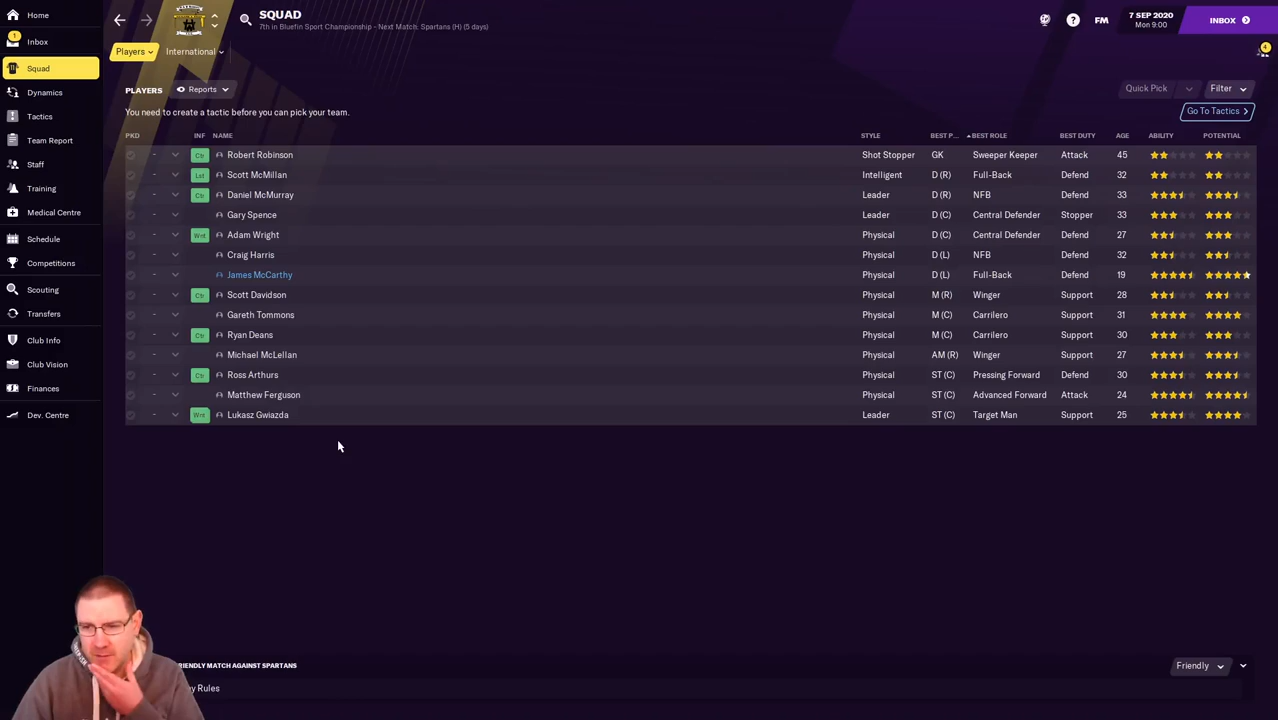 Home
SQUAD
7th in Bluefin Sport Championship - Next Match: Spartans (H) (5 days)
FM
7 SEP 2020
Mon 9:00
INBOX
1
Inbox
Squad
Dynamics
Tactics
Team Report
Staff
Training
Medical Centre
Schedule
Competitions
Scouting
Transfers
Club Info
Club Vision
Finances
Dev. Centre
Players
International
4
PLAYERS
Reports
Quick Pick
Filter
You need to create a tactic before you can pick your team.
Go To Tactics
PKD INF NAME STYLE BEST P... BEST ROLE BEST DUTY AGE ABILITY POTENTIAL
- Ctr Robert Robinson Shot Stopper GK Sweeper Keeper Attack 45
- Lst Scott McMillan Intelligent D (R) Full-Back Defend 32
- Ctr Daniel McMurray Leader D (R) NFB Defend 33
- Gary Spence Leader D (C) Central Defender Stopper 33
- Wnt Adam Wright Physical D (C) Central Defender Defend 27
- Craig Harris Physical D (L) NFB Defend 32
- James McCarthy Physical D (L) Full-Back Defend 19
- Ctr Scott Davidson Physical M (R) Winger Support 28
- Gareth Tommons Physical M (C) Carrilero Support 31
- Ctr Ryan Deans Physical M (C) Carrilero Support 30
- Michael McLellan Physical AM (R) Winger Support 27
- Ctr Ross Arthurs Physical ST (C) Pressing Forward Defend 30
- Matthew Ferguson Physical ST (C) Advanced Forward Attack 24
- Wnt Lukasz Gwiazda Leader ST (C) Target Man Support 25
RIENDLY MATCH AGAINST SPARTANS
Friendly
Rules